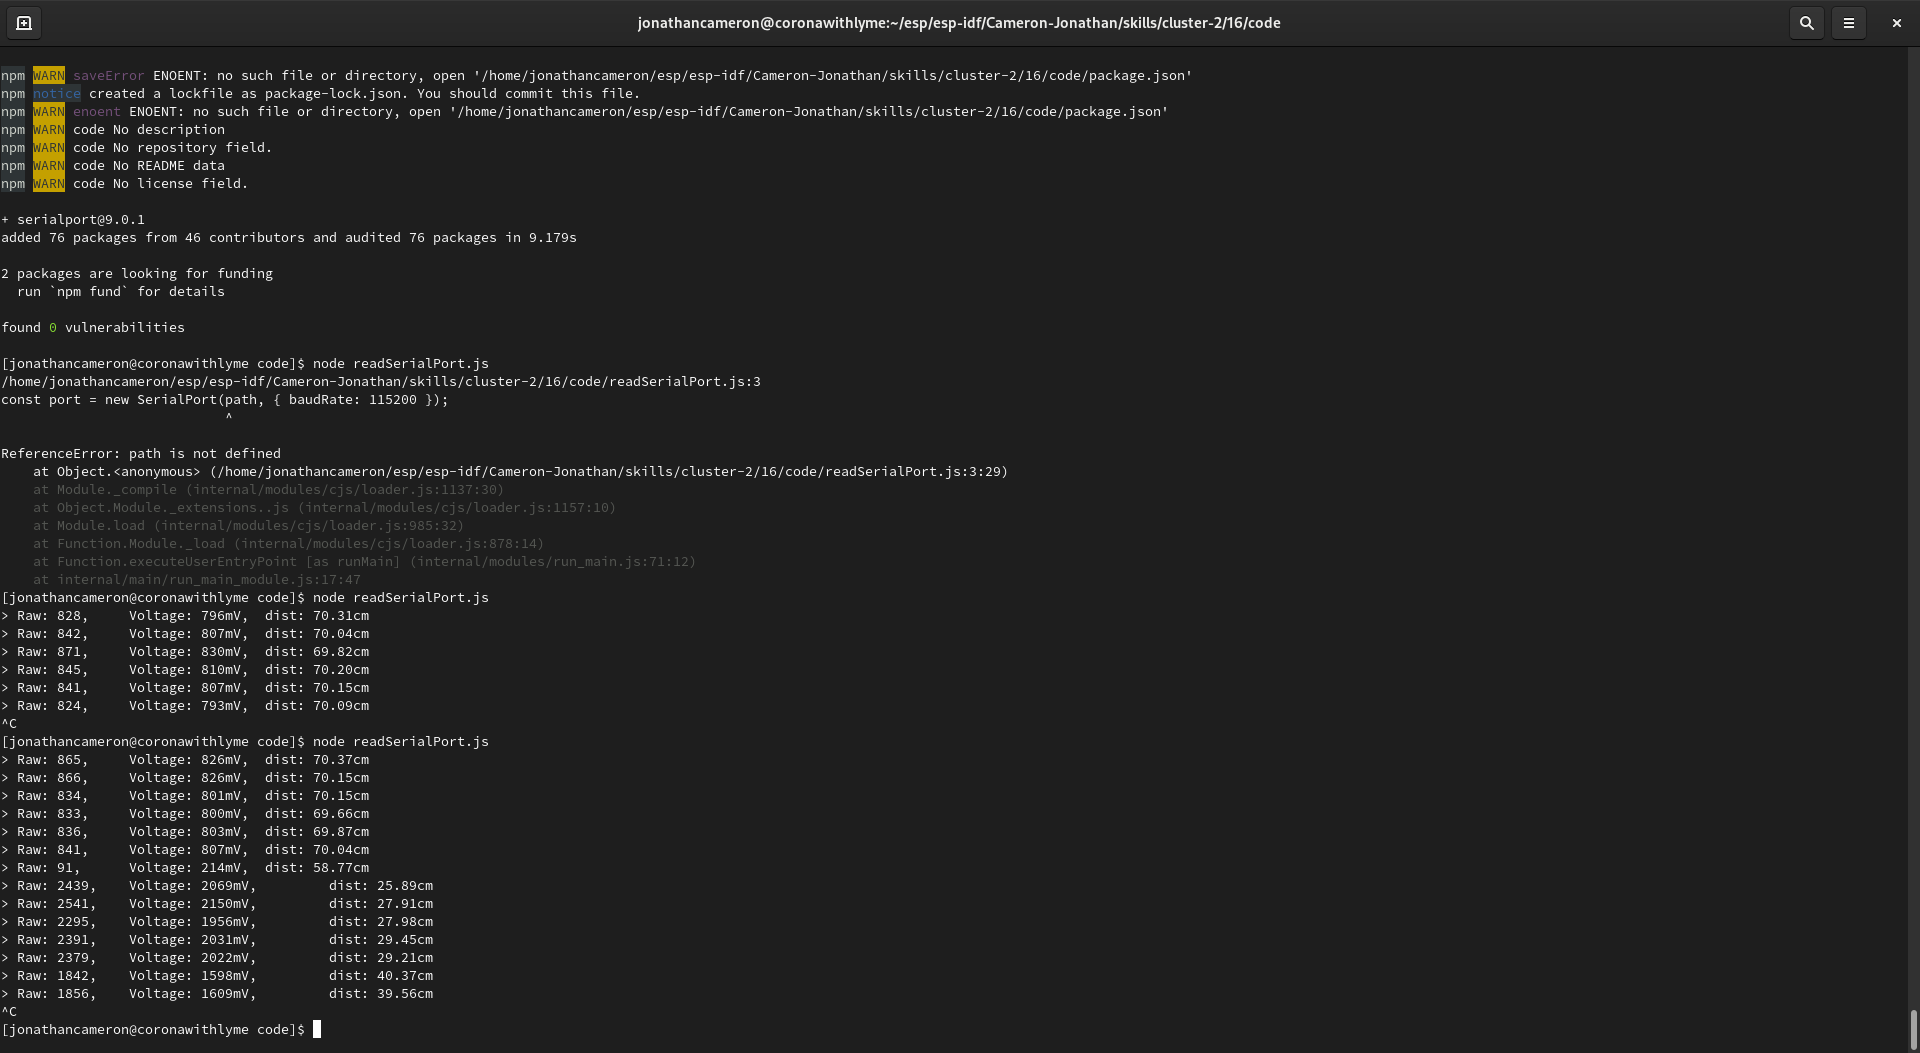 jonathancameron@coronawithlyme:~/esp/esp-idf/Cameron-Jonathan/skills/cluster-2/16/code
npm WARN saveError ENOENT: no such file or directory, open '/home/jonathancameron/esp/esp-idf/Cameron-Jonathan/skills/cluster-2/16/code/package.json'
npm notice created a lockfile as package-lock.json. You should commit this file.
npm WARN enoent ENOENT: no such file or directory, open '/home/jonathancameron/esp/esp-idf/Cameron-Jonathan/skills/cluster-2/16/code/package.json'
npm WARN code No description
npm WARN code No repository field.
npm WARN code No README data
npm WARN code No license field.
+ serialport@9.0.1
added 76 packages from 46 contributors and audited 76 packages in 9.179s
2 packages are looking for funding
run `npm fund` for details
found 0 vulnerabilities
[jonathancameron@coronawithlyme code]$ node readSerialPort.js
/home/jonathancameron/esp/esp-idf/Cameron-Jonathan/skills/cluster-2/16/code/readSerialPort.js:3
const port = new SerialPort(path, { baudRate: 115200 });
^
ReferenceError: path is not defined
at Object.<anonymous> (/home/jonathancameron/esp/esp-idf/Cameron-Jonathan/skills/cluster-2/16/code/readSerialPort.js:3:29)
at Module._compile (internal/modules/cjs/loader.js:1137:30)
at Object.Module._extensions..js (internal/modules/cjs/loader.js:1157:10)
at Module.load (internal/modules/cjs/loader.js:985:32)
at Function.Module._load (internal/modules/cjs/loader.js:878:14)
at Function.executeUserEntryPoint [as runMain] (internal/modules/run_main.js:71:12)
at internal/main/run_main_module.js:17:47
[jonathancameron@coronawithlyme code]$ node readSerialPort.js
> Raw: 828, Voltage: 796mV, dist: 70.31cm
> Raw: 842, Voltage: 807mV, dist: 70.04cm
> Raw: 871, Voltage: 830mV, dist: 69.82cm
> Raw: 845, Voltage: 810mV, dist: 70.20cm
> Raw: 841, Voltage: 807mV, dist: 70.15cm
> Raw: 824, Voltage: 793mV, dist: 70.09cm
^C
[jonathancameron@coronawithlyme code]$ node readSerialPort.js
> Raw: 865, Voltage: 826mV, dist: 70.37cm
> Raw: 866, Voltage: 826mV, dist: 70.15cm
> Raw: 834, Voltage: 801mV, dist: 70.15cm
> Raw: 833, Voltage: 800mV, dist: 69.66cm
> Raw: 836, Voltage: 803mV, dist: 69.87cm
> Raw: 841, Voltage: 807mV, dist: 70.04cm
> Raw: 91, Voltage: 214mV, dist: 58.77cm
> Raw: 2439, Voltage: 2069mV, dist: 25.89cm
> Raw: 2541, Voltage: 2150mV, dist: 27.91cm
> Raw: 2295, Voltage: 1956mV, dist: 27.98cm
> Raw: 2391, Voltage: 2031mV, dist: 29.45cm
> Raw: 2379, Voltage: 2022mV, dist: 29.21cm
> Raw: 1842, Voltage: 1598mV, dist: 40.37cm
> Raw: 1856, Voltage: 1609mV, dist: 39.56cm
^C
[jonathancameron@coronawithlyme code]$